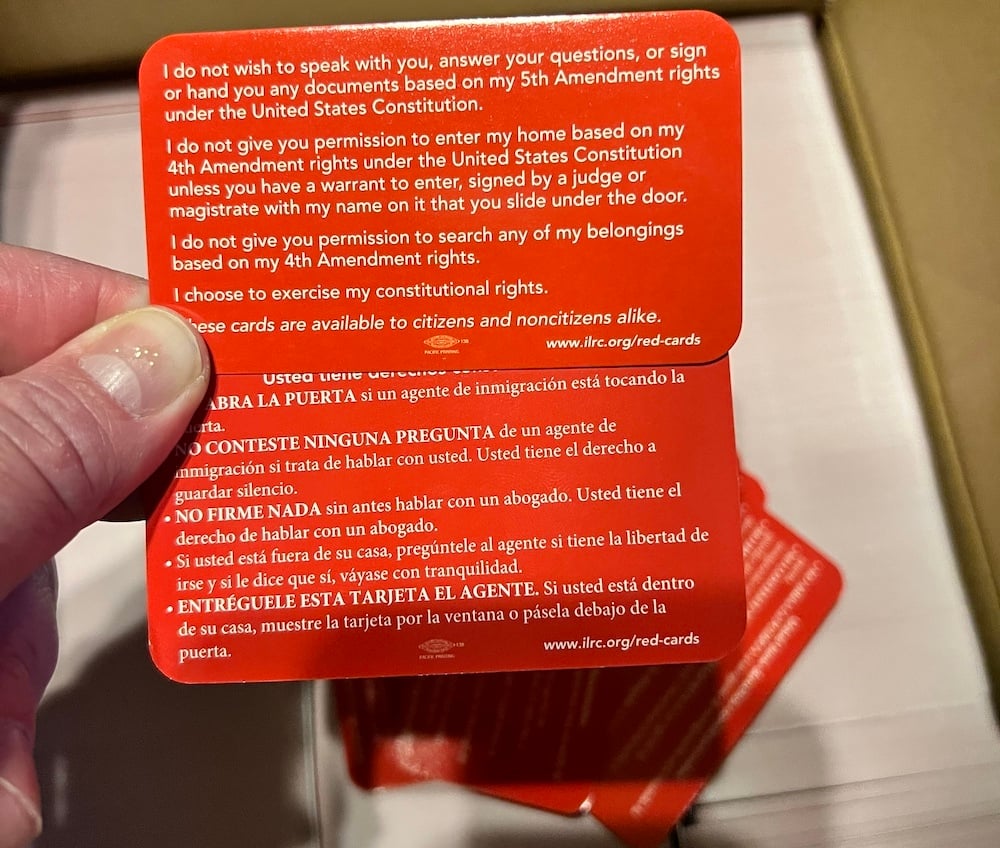 I do not wish to speak with you, answer your questions, or sign
or hand you any documents based on my 5th Amendment rights
under the United States Constitution.
I do not give you permission to enter my home based on my
4th Amendment rights under the United States Constitution
unless you have a warrant to enter, signed by a judge or
magistrate with my name on it that you slide under the door.
I do not give you permission to search any of my belongings
based on my 4th Amendment rights.
I choose to exercise my constitutional rights.
hese cards are available to citizens and noncitizens alike.
PACIFIC PRINTING
www.ilrc.org/red-cards
Usted tiene derechos
ABRA LA PUERTA si un agente de inmigración está tocando la
uerta.
NO CONTESTE NINGUNA PREGUNTA de un agente de
inmigración si trata de hablar con usted. Usted tiene el derecho a
guardar silencio.
• NO FIRME NADA sin antes hablar con un abogado. Usted tiene el
derecho de hablar con un abogado.
• Si usted está fuera de su casa, pregúntele al agente si tiene la libertad de
irse y si le dice que sí, váyase con tranquilidad.
• ENTRÉGUELE ESTA TARJETA EL AGENTE. Si usted está dentro
de su casa, muestre la tarjeta por la ventana o pásela debajo de la
puerta.
PACIFIC PRINTING
www.ilrc.org/red-cards